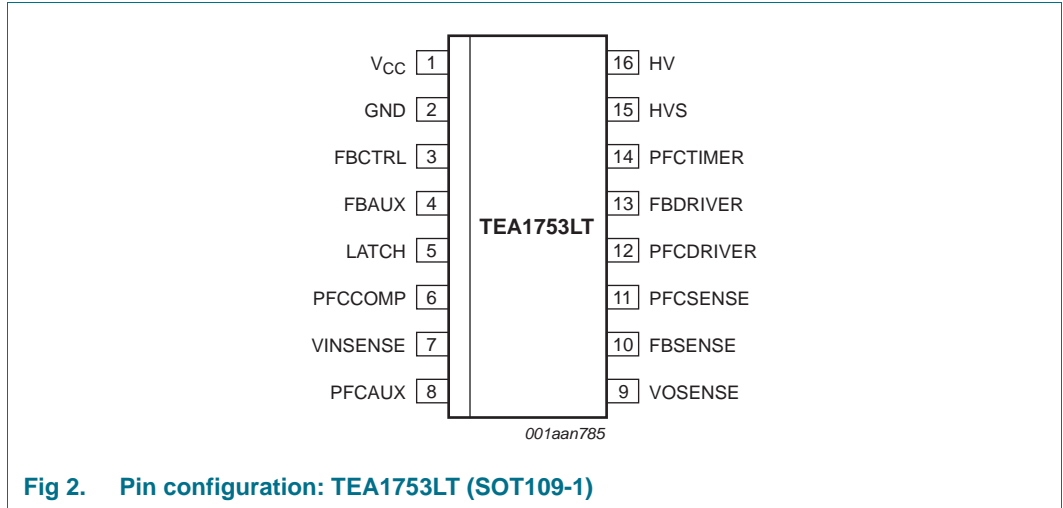 V_CC 1
GND 2
FBCTRL 3
FBAUX 4
LATCH 5
PFCCOMP 6
VINSENSE 7
PFCAUX 8
TEA1753LT
16 HV
15 HVS
14 PFCTIMER
13 FBDRIVER
12 PFCDRIVER
11 PFCSENSE
10 FBSENSE
9 VOSENSE
001aan785
Fig 2. Pin configuration: TEA1753LT (SOT109-1)